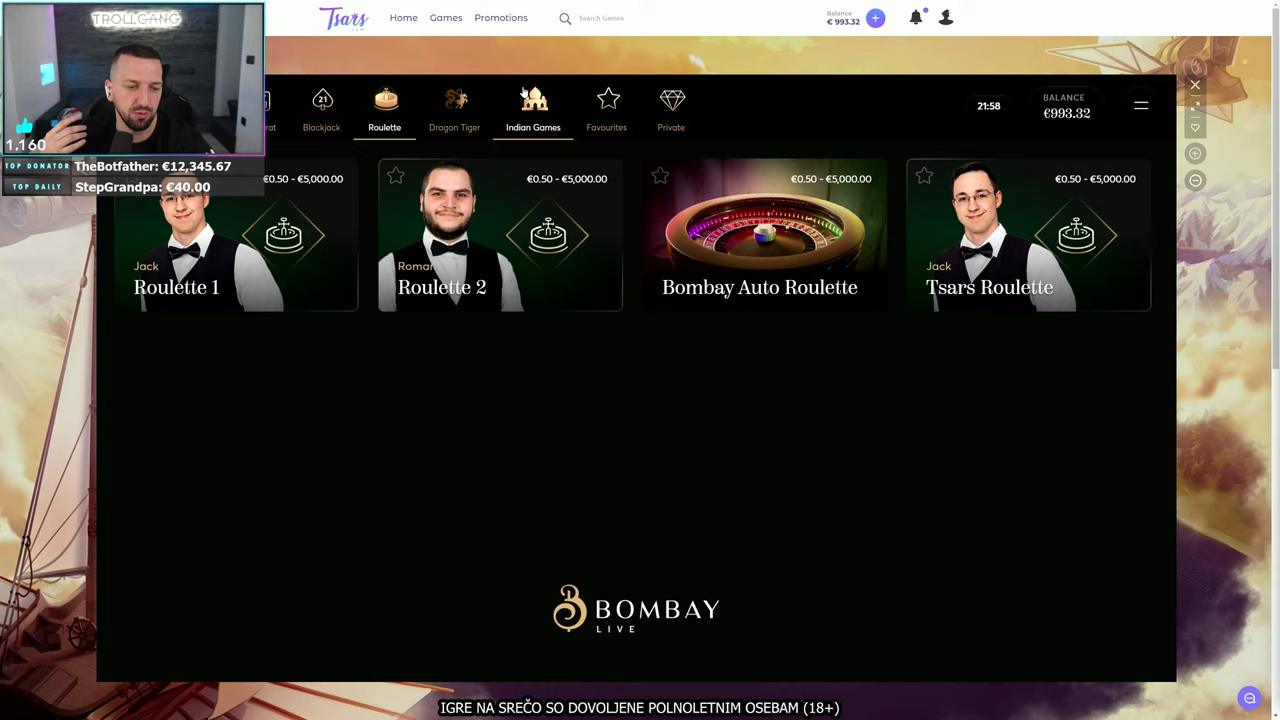 TROLLGANG
1,160
TOP DONATOR TheBotfather: €12,345.67
TOP DAILY StepGrandpa: €40.00
Tsars
.COM
Home Games Promotions
Search Games
Balance
€ 993.32
Blackjack
21
Roulette
Dragon Tiger
Indian Games
Favourites
Private
21:58
BALANCE
€993.32
€0.50 - €5,000.00
Jack
Roulette 1
€0.50 - €5,000.00
Roman
Roulette 2
€0.50 - €5,000.00
Bombay Auto Roulette
€0.50 - €5,000.00
Jack
Tsars Roulette
BOMBAY
LIVE
IGRE NA SREČO SO DOVOLJENE POLNOLETNIM OSEBAM (18+)